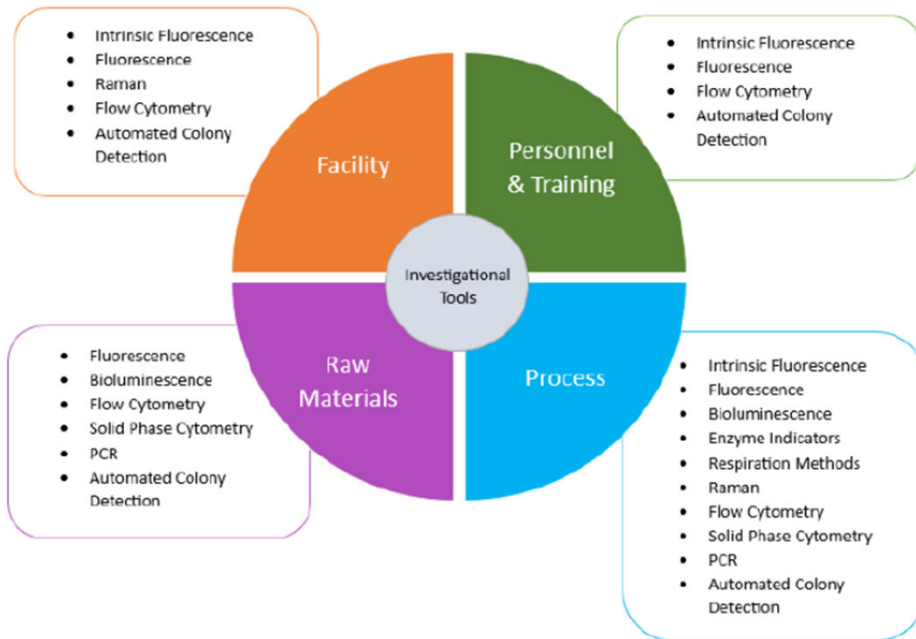 • Intrinsic Fluorescence
• Fluorescence
• Raman
• Flow Cytometry
• Automated Colony
Detection
• Intrinsic Fluorescence
• Fluorescence
• Flow Cytometry
• Automated Colony
Detection
Facility
Personnel
& Training
Investigational
Tools
Raw
Materials
Process
• Fluorescence
• Bioluminescence
• Flow Cytometry
• Solid Phase Cytometry
• PCR
• Automated Colony
Detection
• Intrinsic Fluorescence
• Fluorescence
• Bioluminescence
• Enzyme Indicators
• Respiration Methods
• Raman
• Flow Cytometry
• Solid Phase Cytometry
• PCR
• Automated Colony
Detection